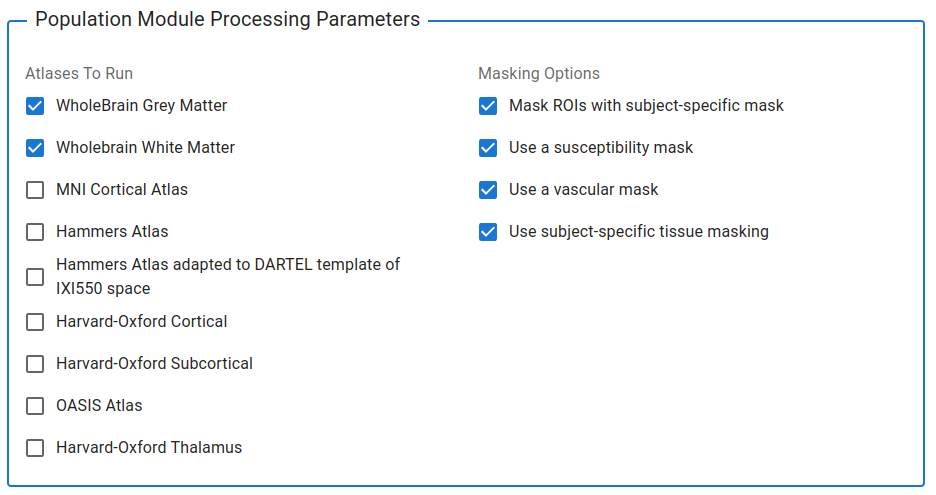 Population Module Processing Parameters
Atlases To Run
WholeBrain Grey Matter
Wholebrain White Matter
MNI Cortical Atlas
Hammers Atlas
Hammers Atlas adapted to DARTEL template of
IXI550 space
Harvard-Oxford Cortical
Harvard-Oxford Subcortical
OASIS Atlas
Harvard-Oxford Thalamus
Masking Options
Mask ROIs with subject-specific mask
Use a susceptibility mask
Use a vascular mask
Use subject-specific tissue masking